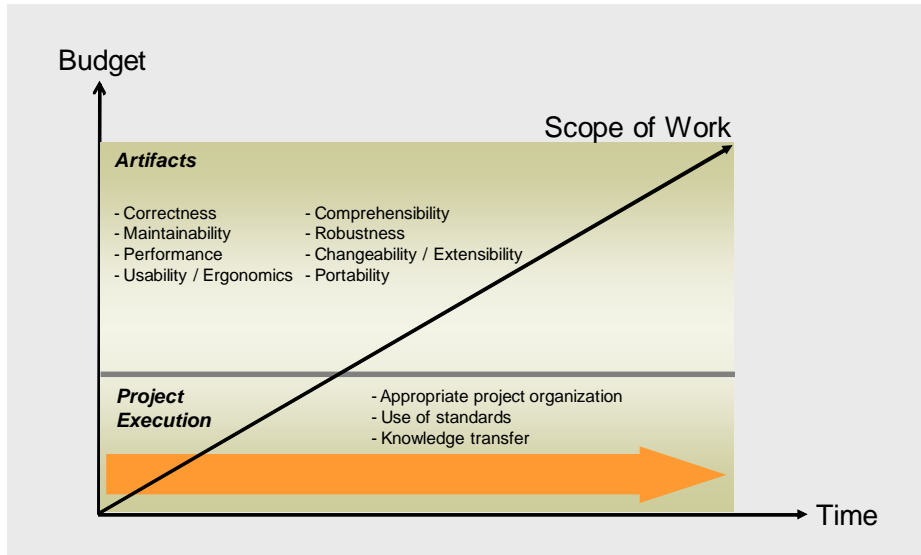 Budget
Scope of Work
Artifacts
- Correctness
- Maintainability
- Performance
- Usability / Ergonomics
- Comprehensibility
- Robustness
- Changeability / Extensibility
- Portability
Project
Execution
- Appropriate project organization
- Use of standards
- Knowledge transfer
Time